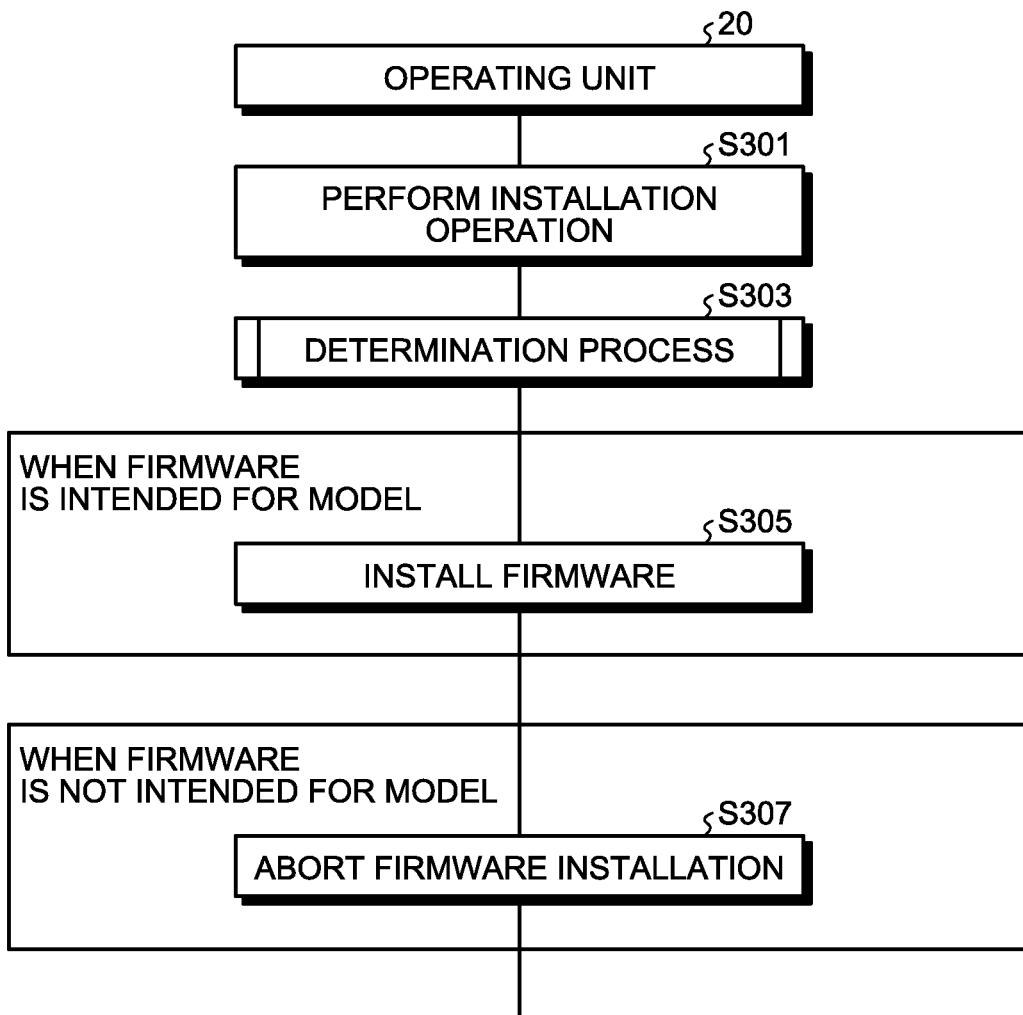 20
OPERATING UNIT
S301
PERFORM INSTALLATION
OPERATION
S303
DETERMINATION PROCESS
WHEN FIRMWARE
IS INTENDED FOR MODEL
S305
INSTALL FIRMWARE
WHEN FIRMWARE
IS NOT INTENDED FOR MODEL
S307
ABORT FIRMWARE INSTALLATION